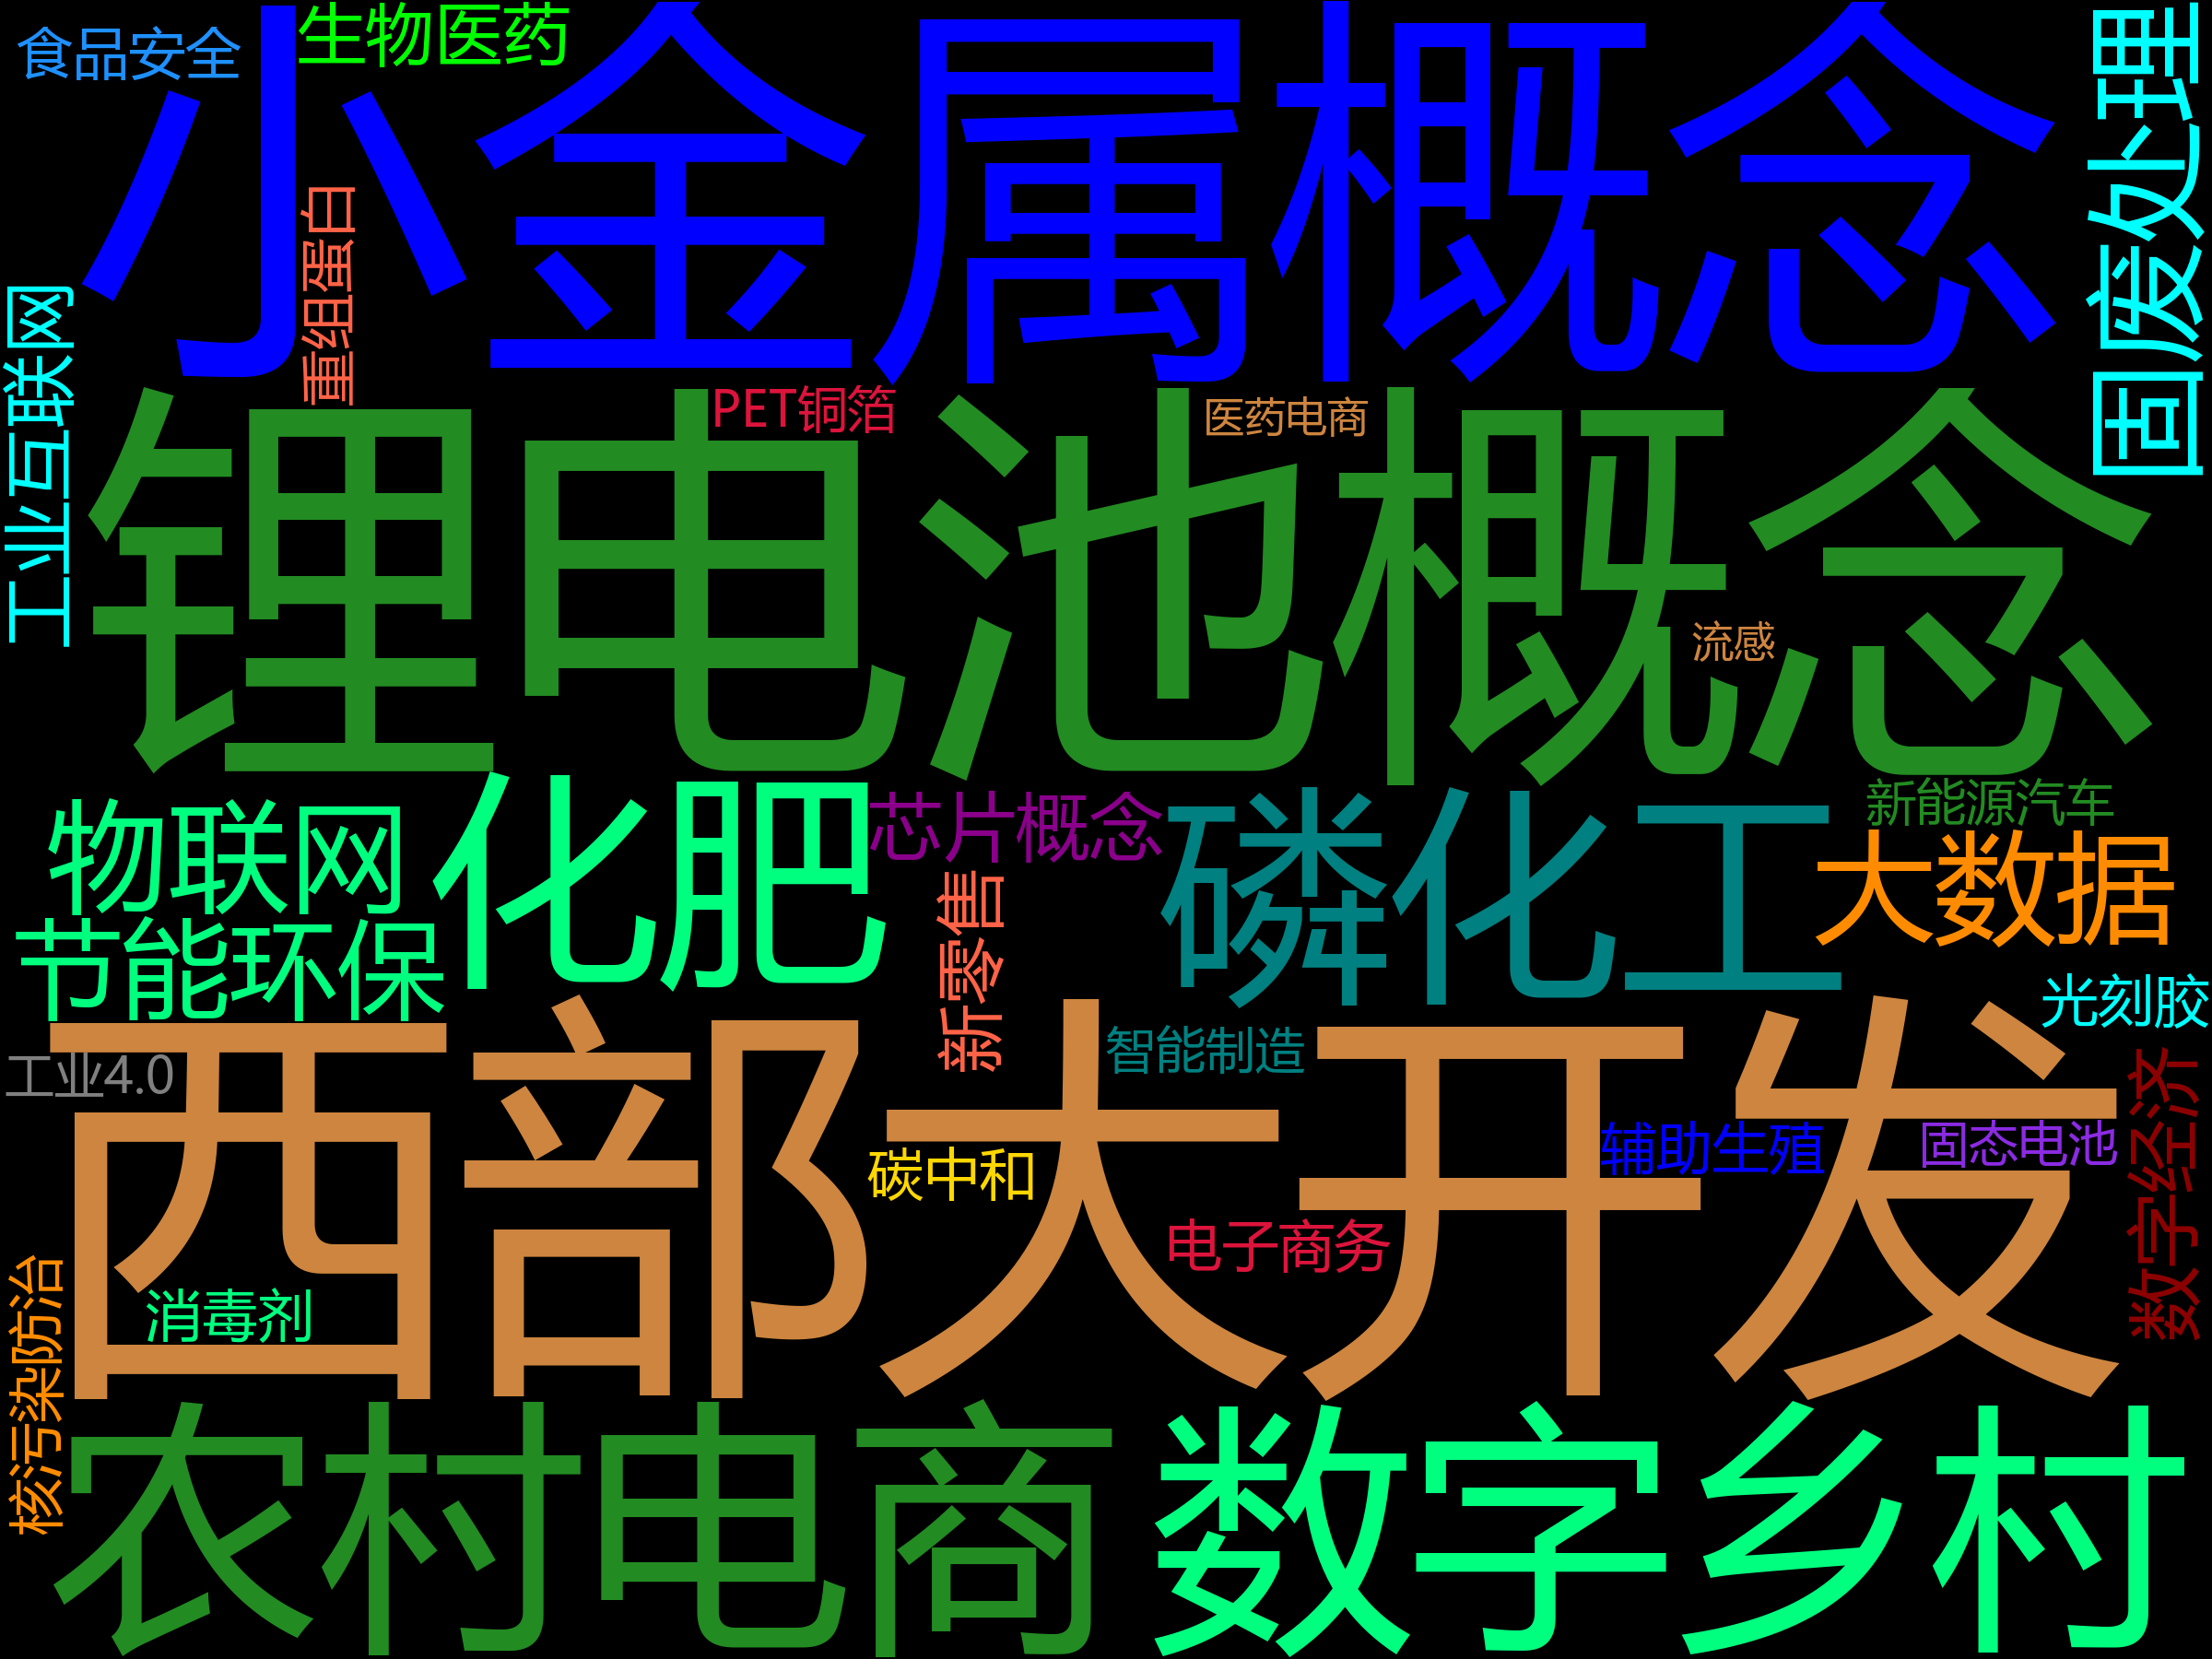 食品安全
生物医药
小金属概念
固废处理
重组蛋白
工业互联网
PET铜箔
医药电商
锂电池概念
流感
新能源汽车
物联网
化肥
芯片概念
磷化工
大数据
新零售
节能环保
光刻胶
工业4.0
智能制造
西部大开发
数字经济
辅助生殖
固态电池
碳中和
电子商务
消毒剂
核污染防治
农村电商
数字乡村